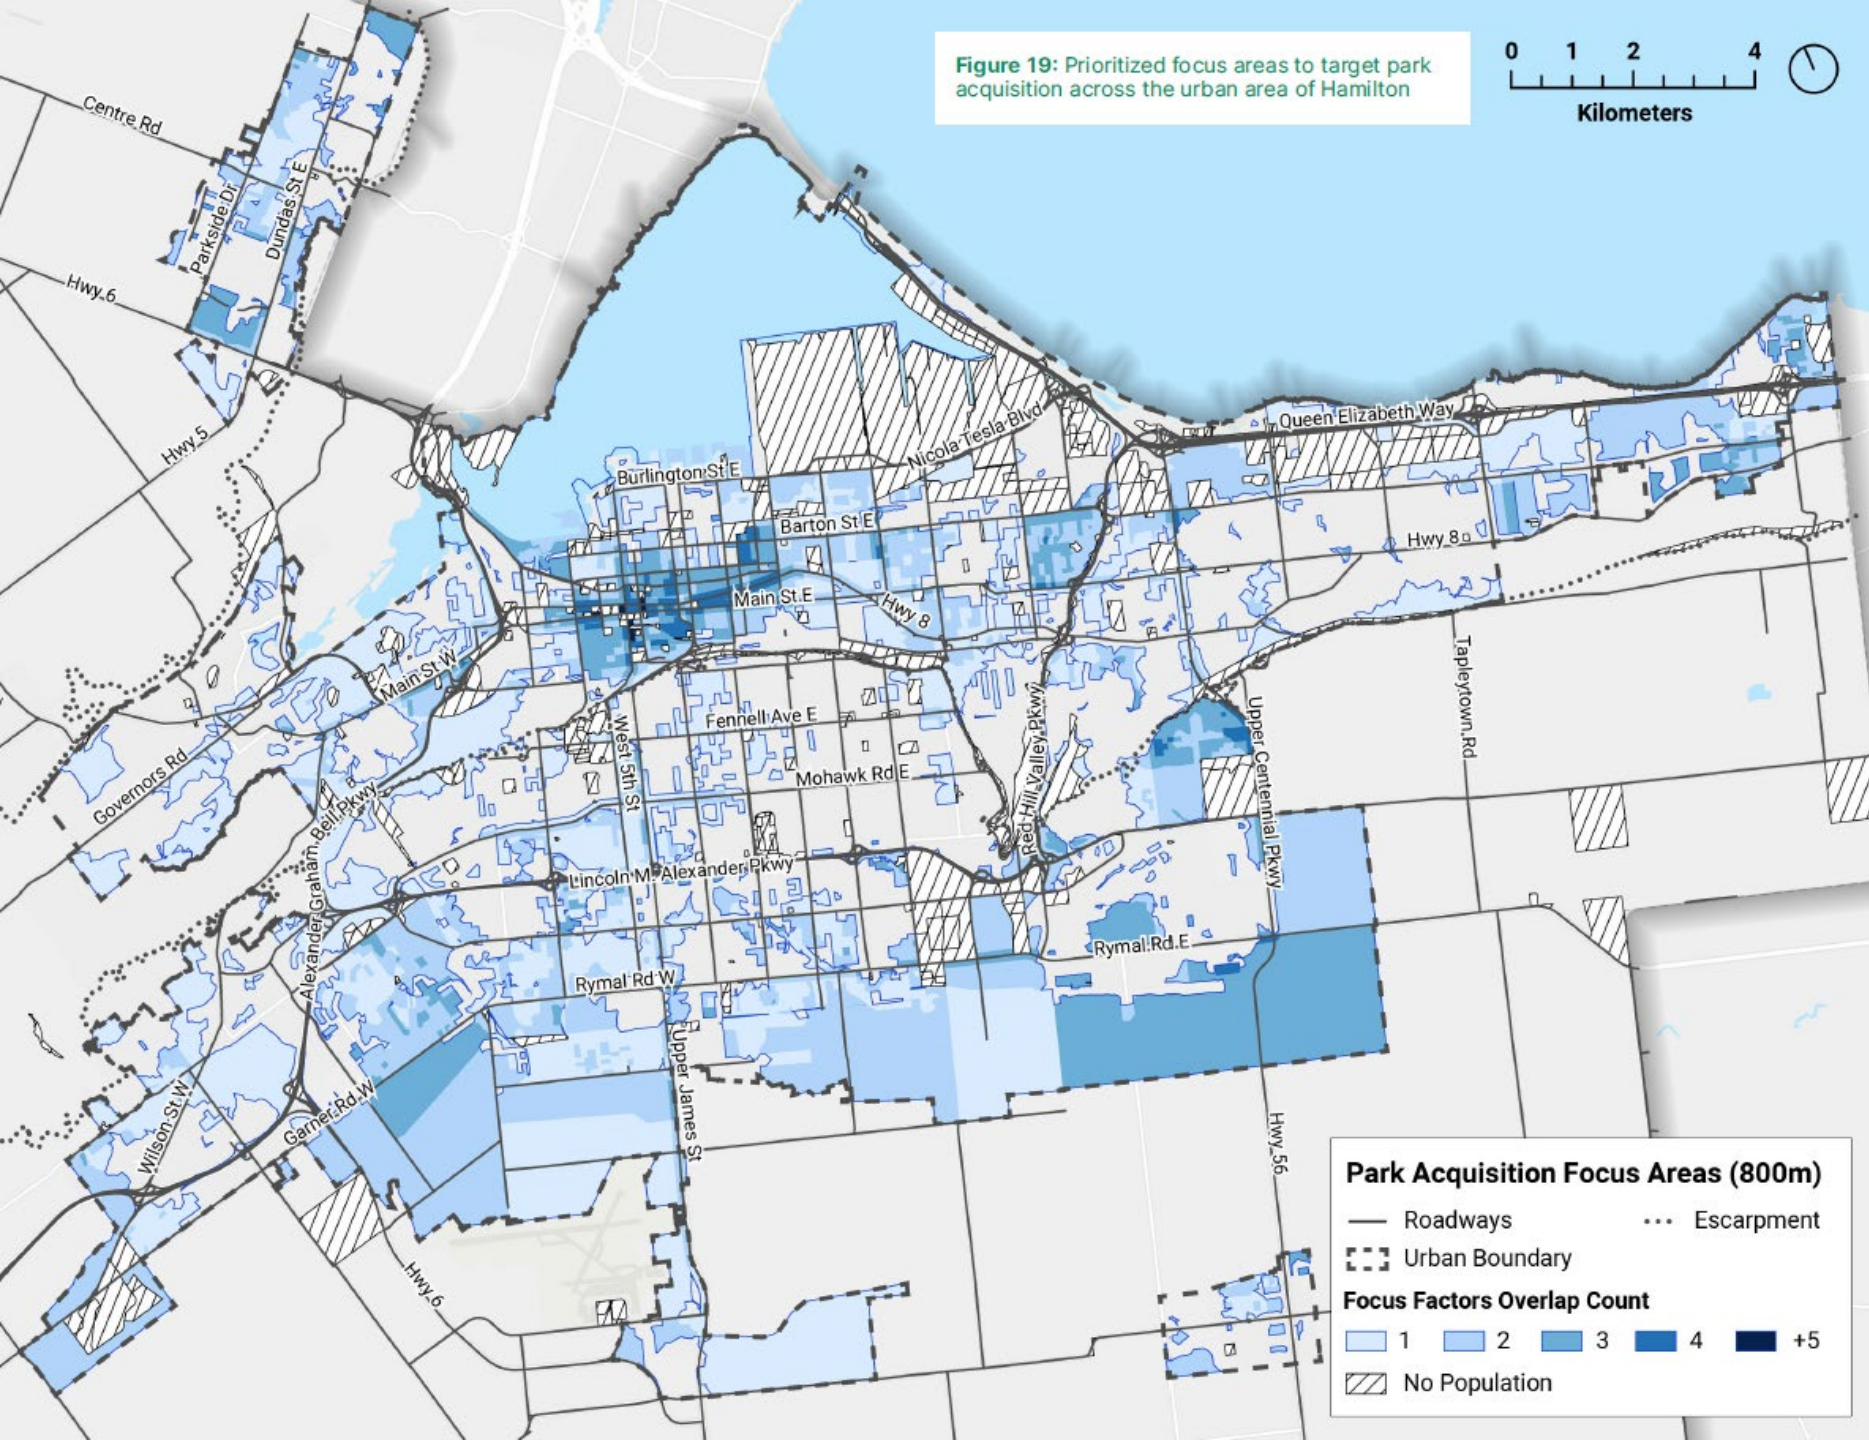 Figure 19: Prioritized focus areas to target park
acquisition across the urban area of Hamilton
0 1 2 4
Kilometers
Centre Rd
Parkside Dr
Dundas St E
Hwy 6
Hwy 5
Burlington St E
Nicola Tesla Blvd
Queen Elizabeth Way
Barton St E
Hwy 8
Main St E
Hwy 8
Main St W
Governors Rd
West 5th St
Fennell Ave E
Mohawk Rd E
Red Hill Valley Pkwy
Upper Centennial Pkwy
Tapleytown Rd
Alexander Graham Bell Pkwy
Lincoln M. Alexander Pkwy
Rymal Rd E
Rymal Rd W
Upper James St
Garner Rd W
Wilson St W
Hwy 56
Hwy 6
Park Acquisition Focus Areas (800m)
Roadways Escarpment
Urban Boundary
Focus Factors Overlap Count
1 2 3 4 +5
No Population